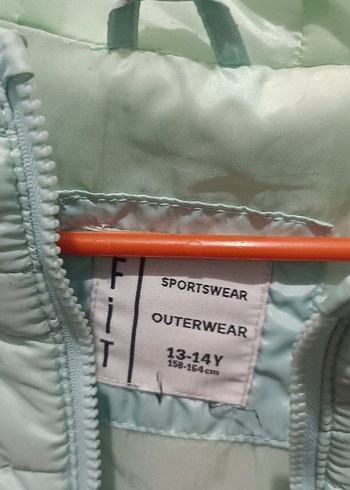 FiT
SPORTSWEAR
OUTERWEAR
13-14Y
158-164cm